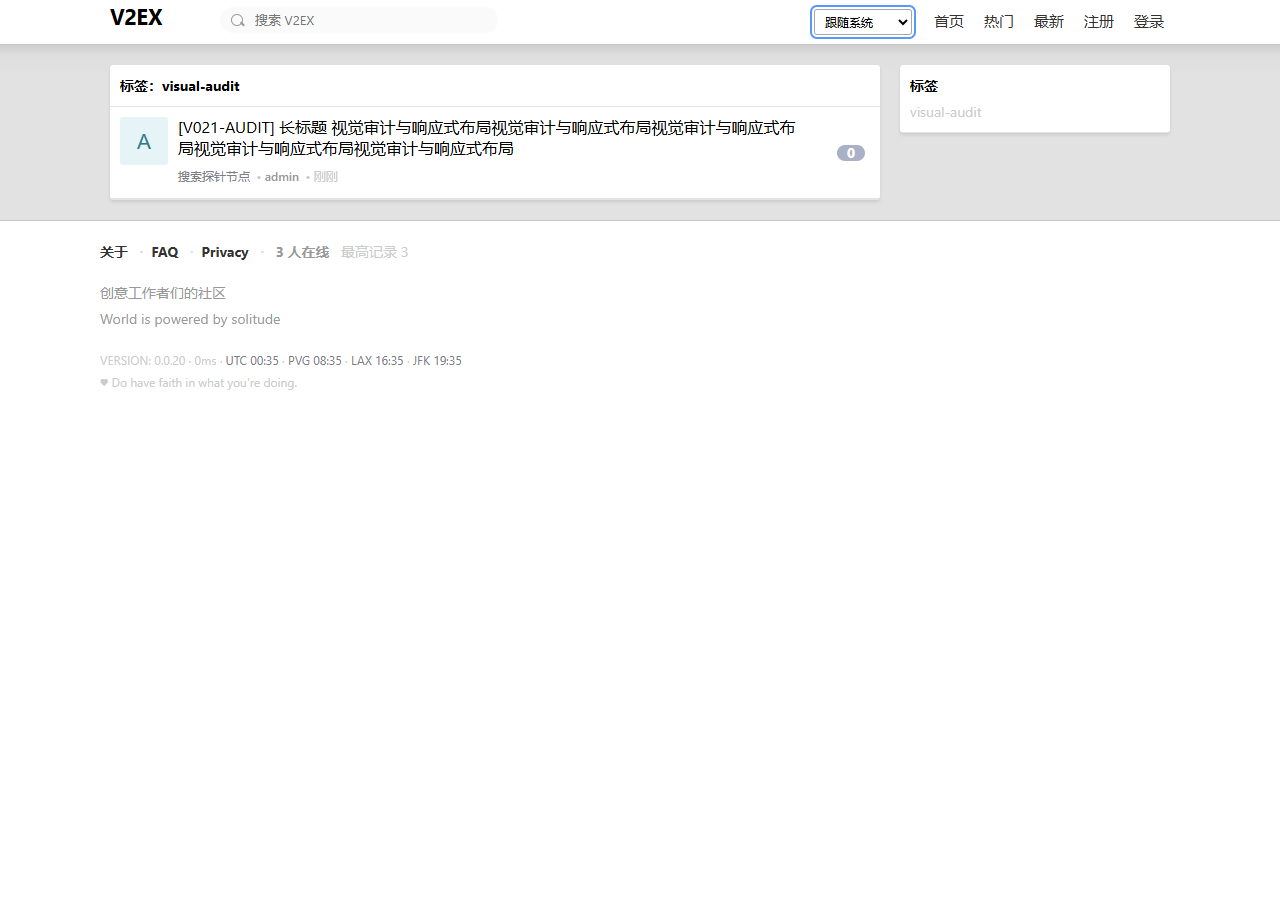 V2EX
搜索 V2EX
跟随系统
首页 热门 最新 注册 登录
标签：visual-audit
A
[V021-AUDIT] 长标题 视觉审计与响应式布局视觉审计与响应式布局视觉审计与响应式布
局视觉审计与响应式布局视觉审计与响应式布局
搜索探针节点 • admin • 刚刚
0
标签
visual-audit
关于 · FAQ · Privacy · 3 人在线 最高记录 3
创意工作者们的社区
World is powered by solitude
VERSION: 0.0.20 · 0ms · UTC 00:35 · PVG 08:35 · LAX 16:35 · JFK 19:35
♥ Do have faith in what you're doing.